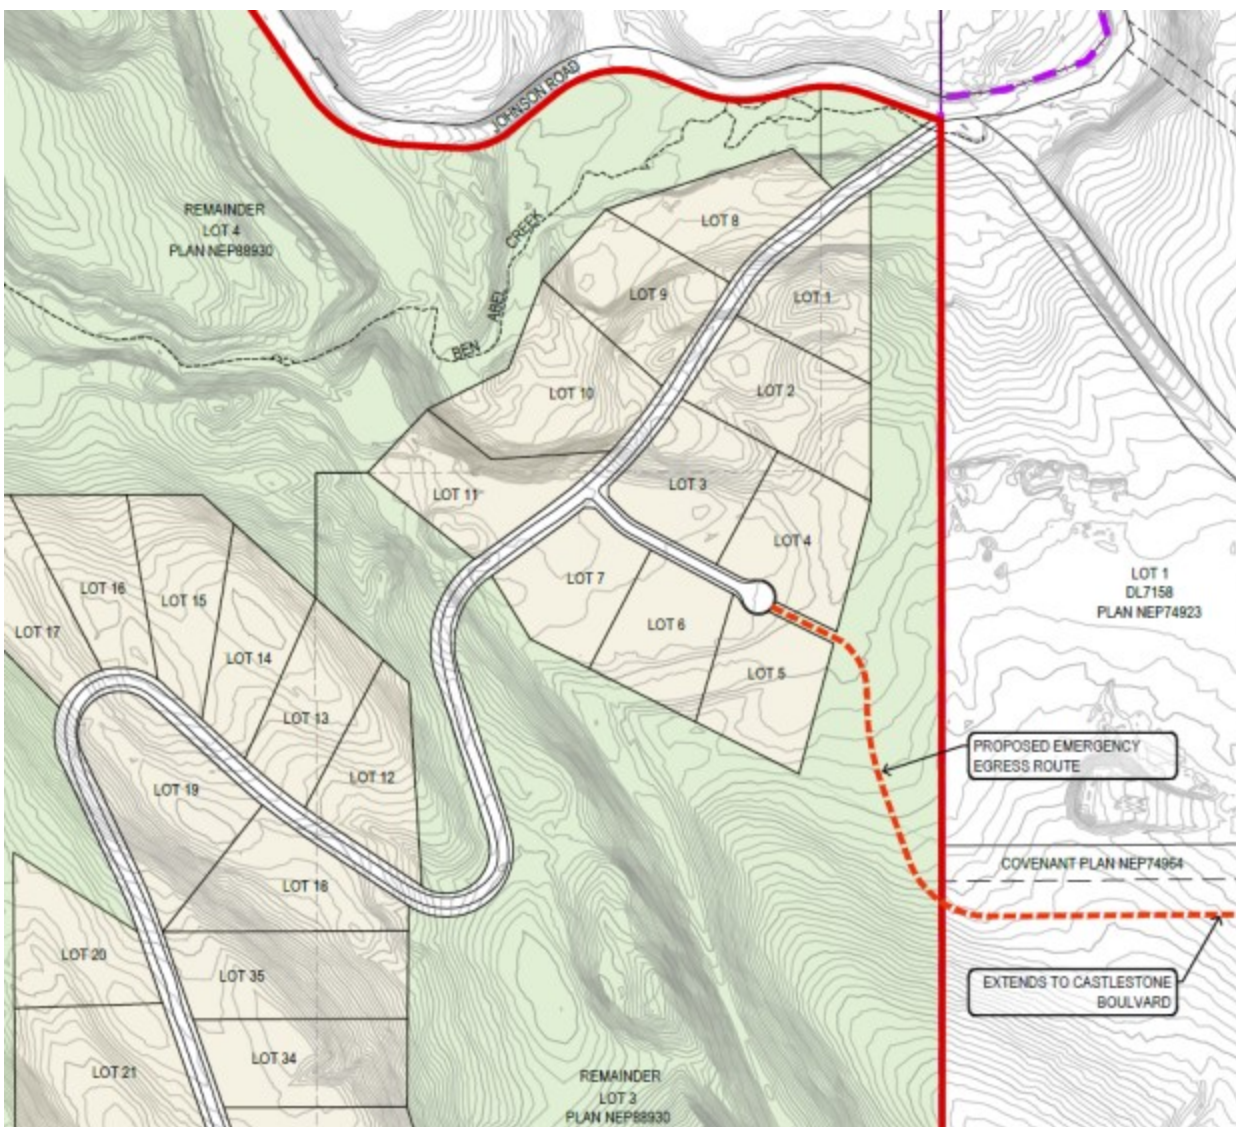 JOHNSON ROAD
REMAINDER
LOT 4
PLAN NEP88930
BEN ABEL CREEK
LOT 8
LOT 9
LOT 1
LOT 10
LOT 2
LOT 11
LOT 3
LOT 4
LOT 7
LOT 6
LOT 5
LOT 1
DL7158
PLAN NEP74923
LOT 16
LOT 15
LOT 17
LOT 14
LOT 13
LOT 12
LOT 19
LOT 18
PROPOSED EMERGENCY
EGRESS ROUTE
COVENANT PLAN NEP74964
LOT 20
LOT 35
EXTENDS TO CASTLESTONE
BOULVARD
LOT 21
LOT 34
REMAINDER
LOT 3
PLAN NEP88930